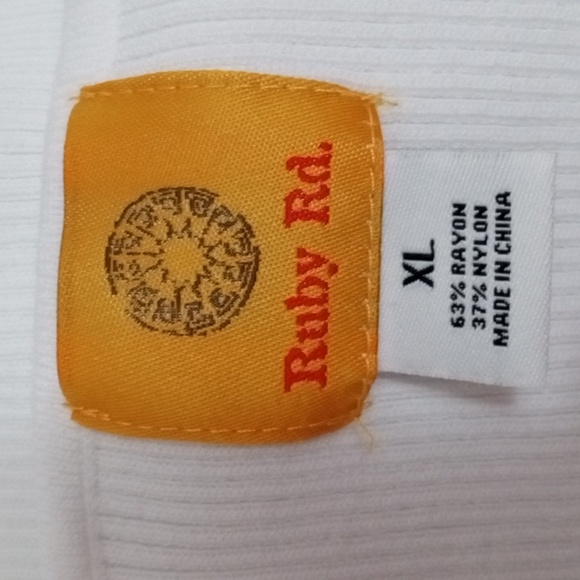 Ruby Rd.
XL
63% RAYON
37% NYLON
MADE IN CHINA